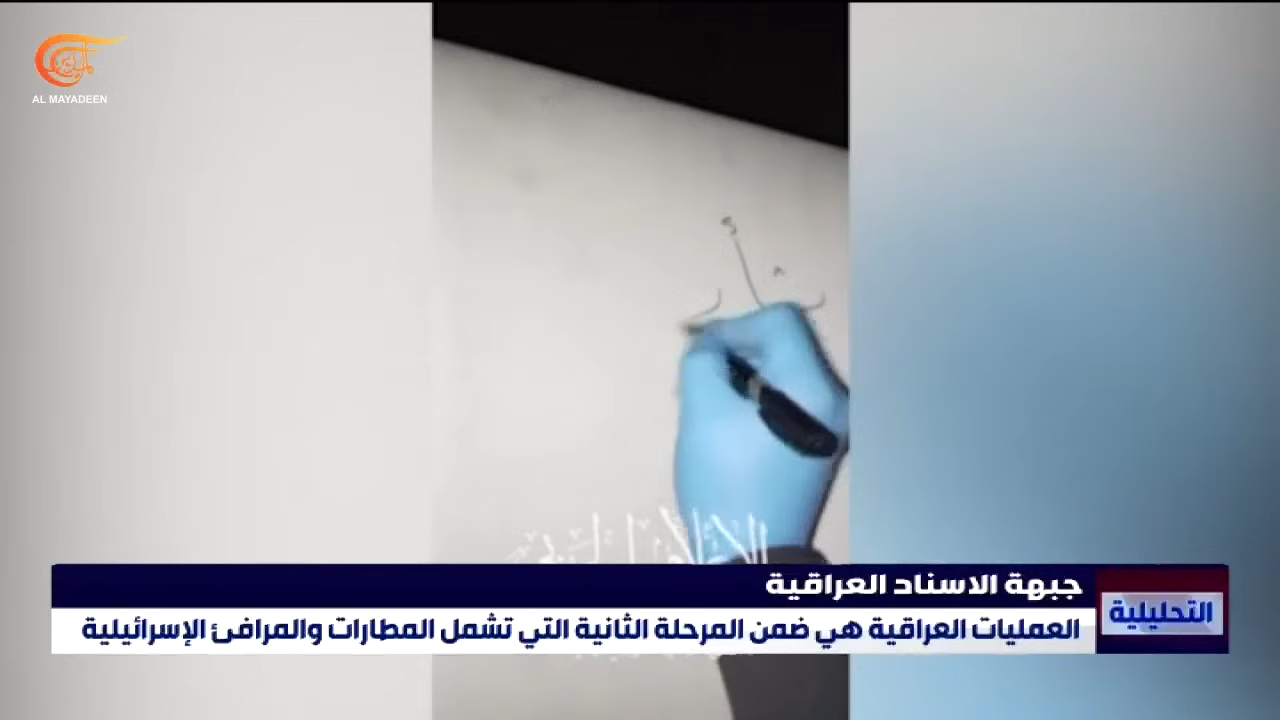 AL MAYADEEN
جبهة الاسناد العراقية
التحليلية
العمليات العراقية هي ضمن المرحلة الثانية التي تشمل المطارات والمرافئ الإسرائيلية